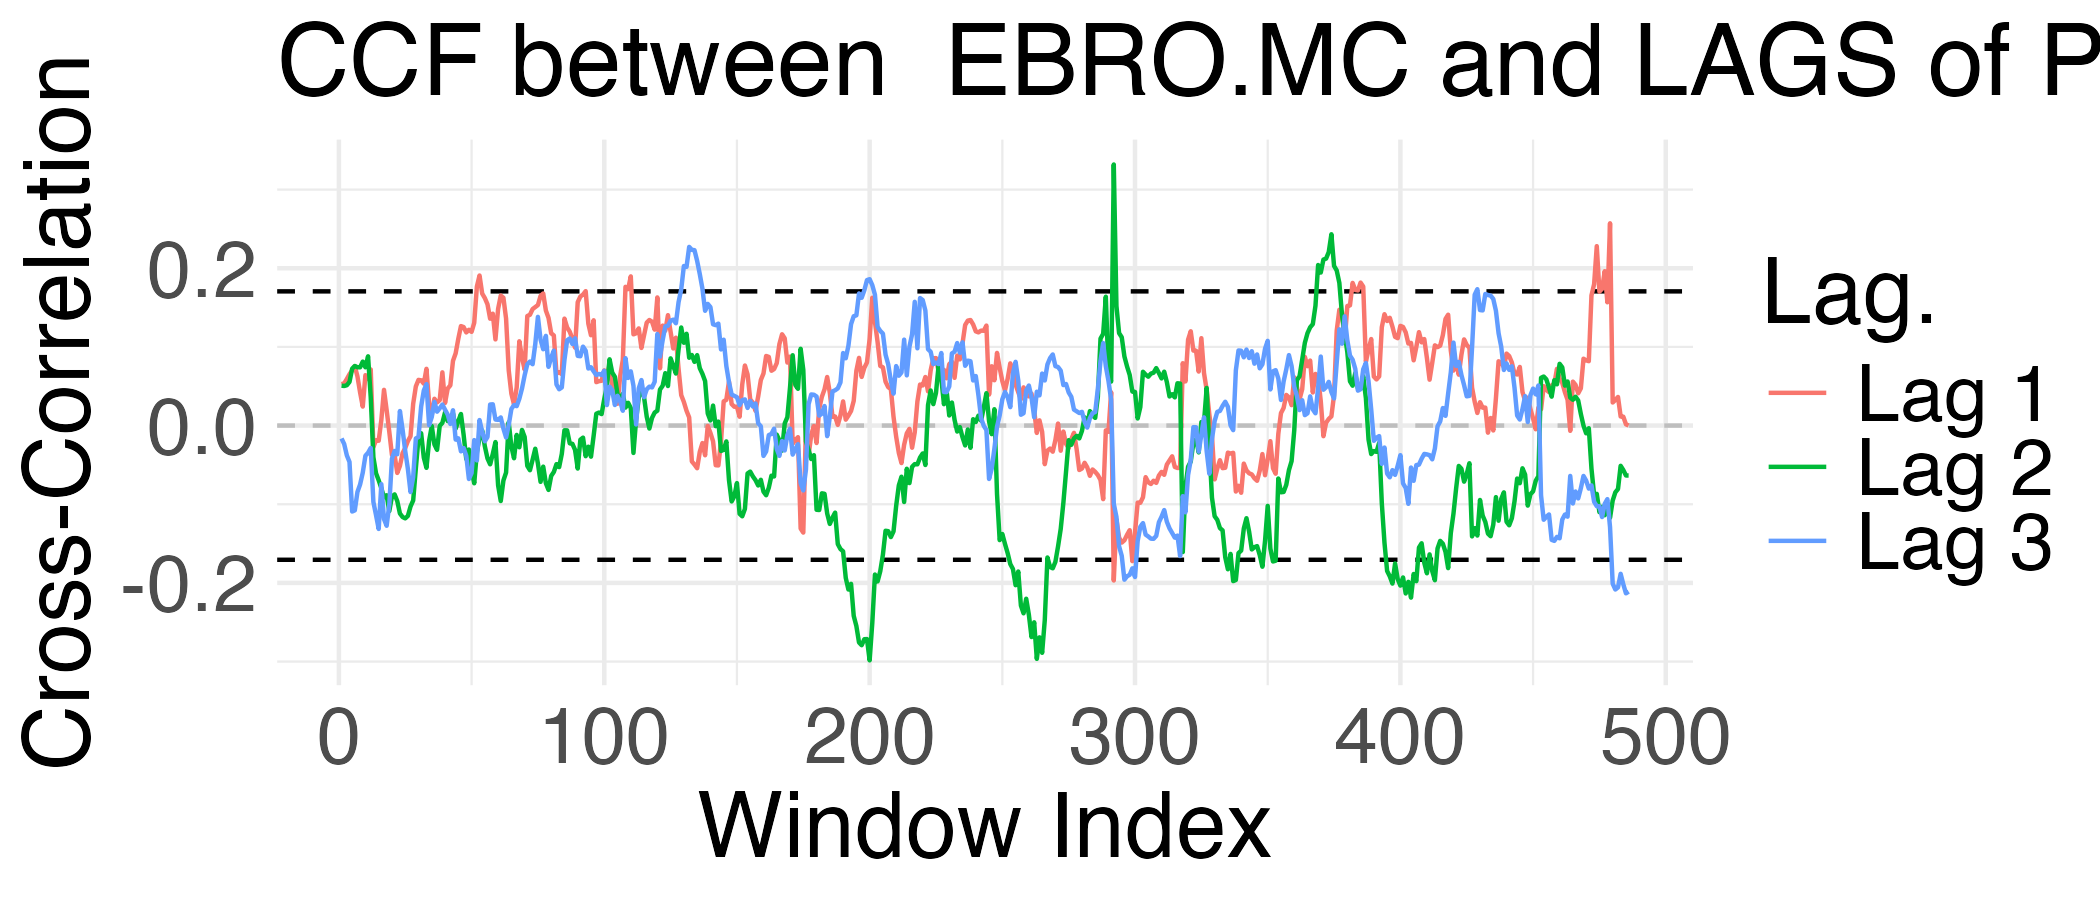 CCF between  EBRO.MC and LAGS of P
Cross-Correlation
0.2
0.0
-0.2
0 100 200 300 400 500
Window Index
Lag.
Lag 1
Lag 2
Lag 3